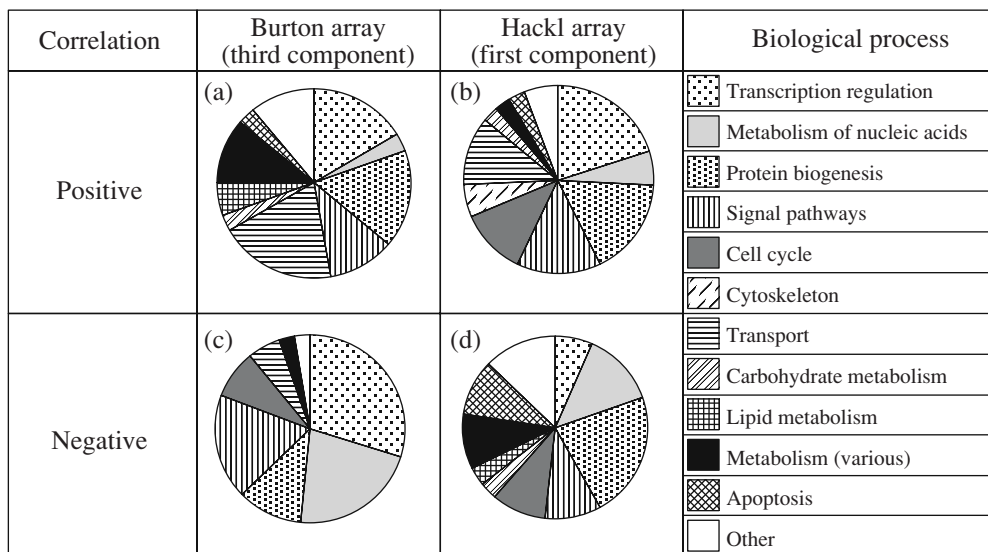 Correlation
Burton array
(third component)
Hackl array
(first component)
Biological process
Positive
(a)
(b)
Negative
(c)
(d)
Transcription regulation
Metabolism of nucleic acids
Protein biogenesis
Signal pathways
Cell cycle
Cytoskeleton
Transport
Carbohydrate metabolism
Lipid metabolism
Metabolism (various)
Apoptosis
Other